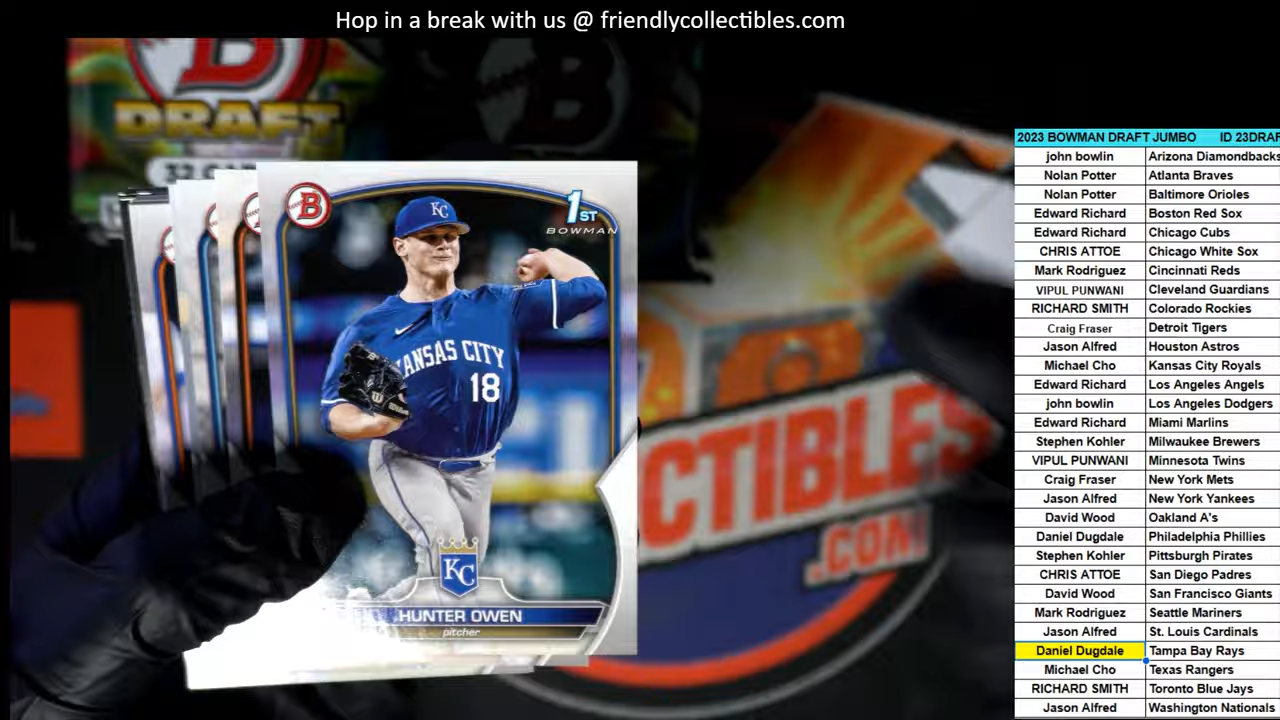 Hop in a break with us @ friendlycollectibles.com
B
DRAFT
B
1ST
BOWMAN
KC
KANSAS CITY
18
KC
HUNTER OWEN
pitcher
CTIBLES
.COM
2023 BOWMAN DRAFT JUMBO ID 23DRAF
john bowlin Arizona Diamondbacks
Nolan Potter Atlanta Braves
Nolan Potter Baltimore Orioles
Edward Richard Boston Red Sox
Edward Richard Chicago Cubs
CHRIS ATTOE Chicago White Sox
Mark Rodriguez Cincinnati Reds
VIPUL PUNWANI Cleveland Guardians
RICHARD SMITH Colorado Rockies
Craig Fraser Detroit Tigers
Jason Alfred Houston Astros
Michael Cho Kansas City Royals
Edward Richard Los Angeles Angels
john bowlin Los Angeles Dodgers
Edward Richard Miami Marlins
Stephen Kohler Milwaukee Brewers
VIPUL PUNWANI Minnesota Twins
Craig Fraser New York Mets
Jason Alfred New York Yankees
David Wood Oakland A's
Daniel Dugdale Philadelphia Phillies
Stephen Kohler Pittsburgh Pirates
CHRIS ATTOE San Diego Padres
David Wood San Francisco Giants
Mark Rodriguez Seattle Mariners
Jason Alfred St. Louis Cardinals
Daniel Dugdale Tampa Bay Rays
Michael Cho Texas Rangers
RICHARD SMITH Toronto Blue Jays
Jason Alfred Washington Nationals